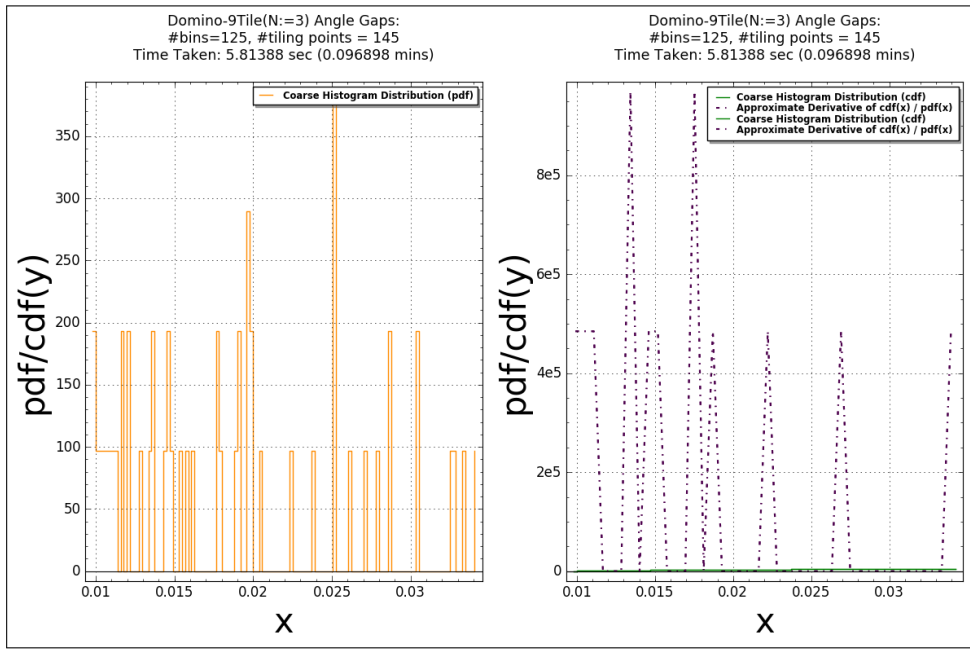 Domino-9Tile(N:=3) Angle Gaps:
#bins=125, #tiling points = 145
Time Taken: 5.81388 sec (0.096898 mins)
Coarse Histogram Distribution (pdf)
350
300
250
200
150
100
50
0
pdf/cdf(y)
0.01 0.015 0.02 0.025 0.03
x
Domino-9Tile(N:=3) Angle Gaps:
#bins=125, #tiling points = 145
Time Taken: 5.81388 sec (0.096898 mins)
Coarse Histogram Distribution (cdf)
Approximate Derivative of cdf(x) / pdf(x)
Coarse Histogram Distribution (cdf)
Approximate Derivative of cdf(x) / pdf(x)
8e5
6e5
4e5
2e5
0
pdf/cdf(y)
0.01 0.015 0.02 0.025 0.03
x